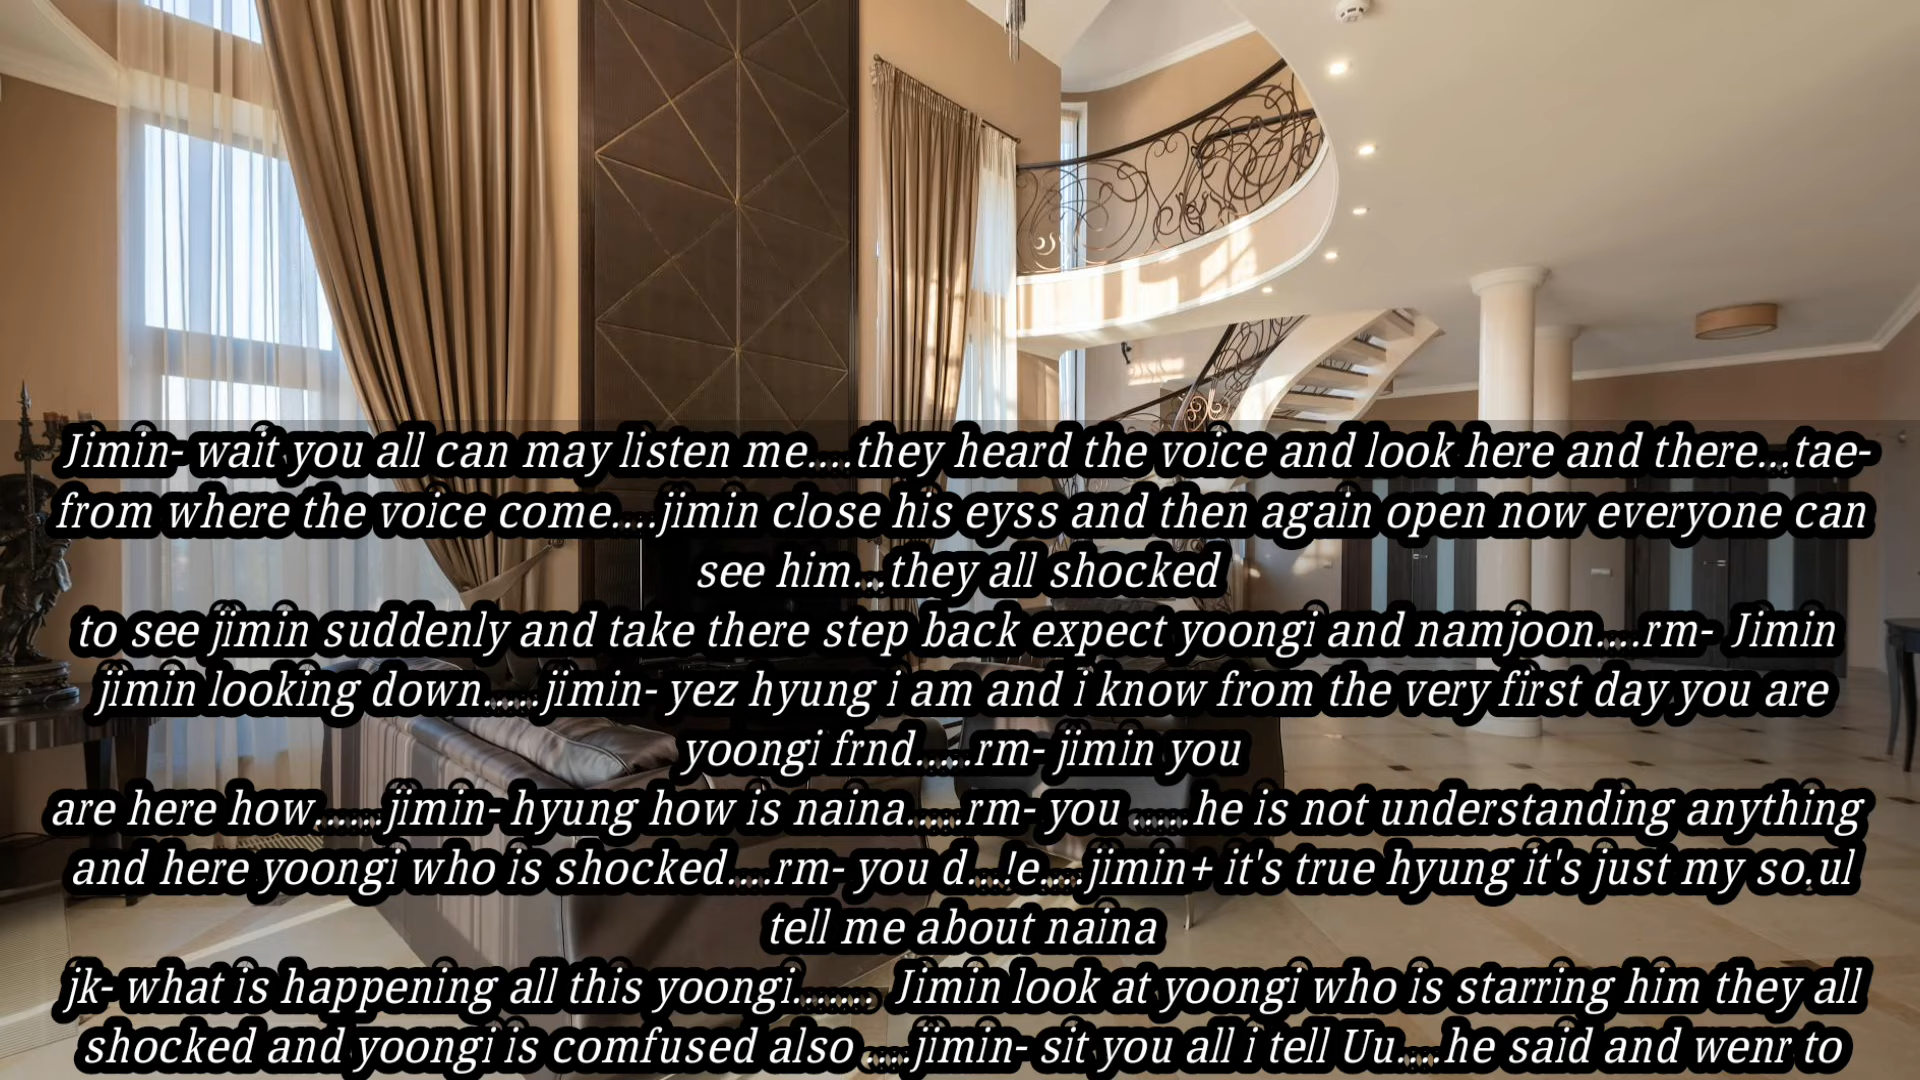 Jimin- wait you all can may listen me....they heard the voice and look here and there...tae-
from where the voice come....jimin close his eyss and then again open now everyone can
see him...they all shocked
to see jimin suddenly and take there step back expect yoongi and namjoon....rm- Jimin
jimin looking down.....jimin- yez hyung i am and i know from the very first day you are
yoongi frnd.....rm- jimin you
are here how......jimin- hyung how is naina.....rm- you .....he is not understanding anything
and here yoongi who is shocked....rm- you d...!e....jimin+ it's true hyung it's just my so.ul
tell me about naina
jk- what is happening all this yoongi....... Jimin look at yoongi who is starring him they all
shocked and yoongi is comfused also ....jimin- sit you all i tell Uu....he said and wenr to